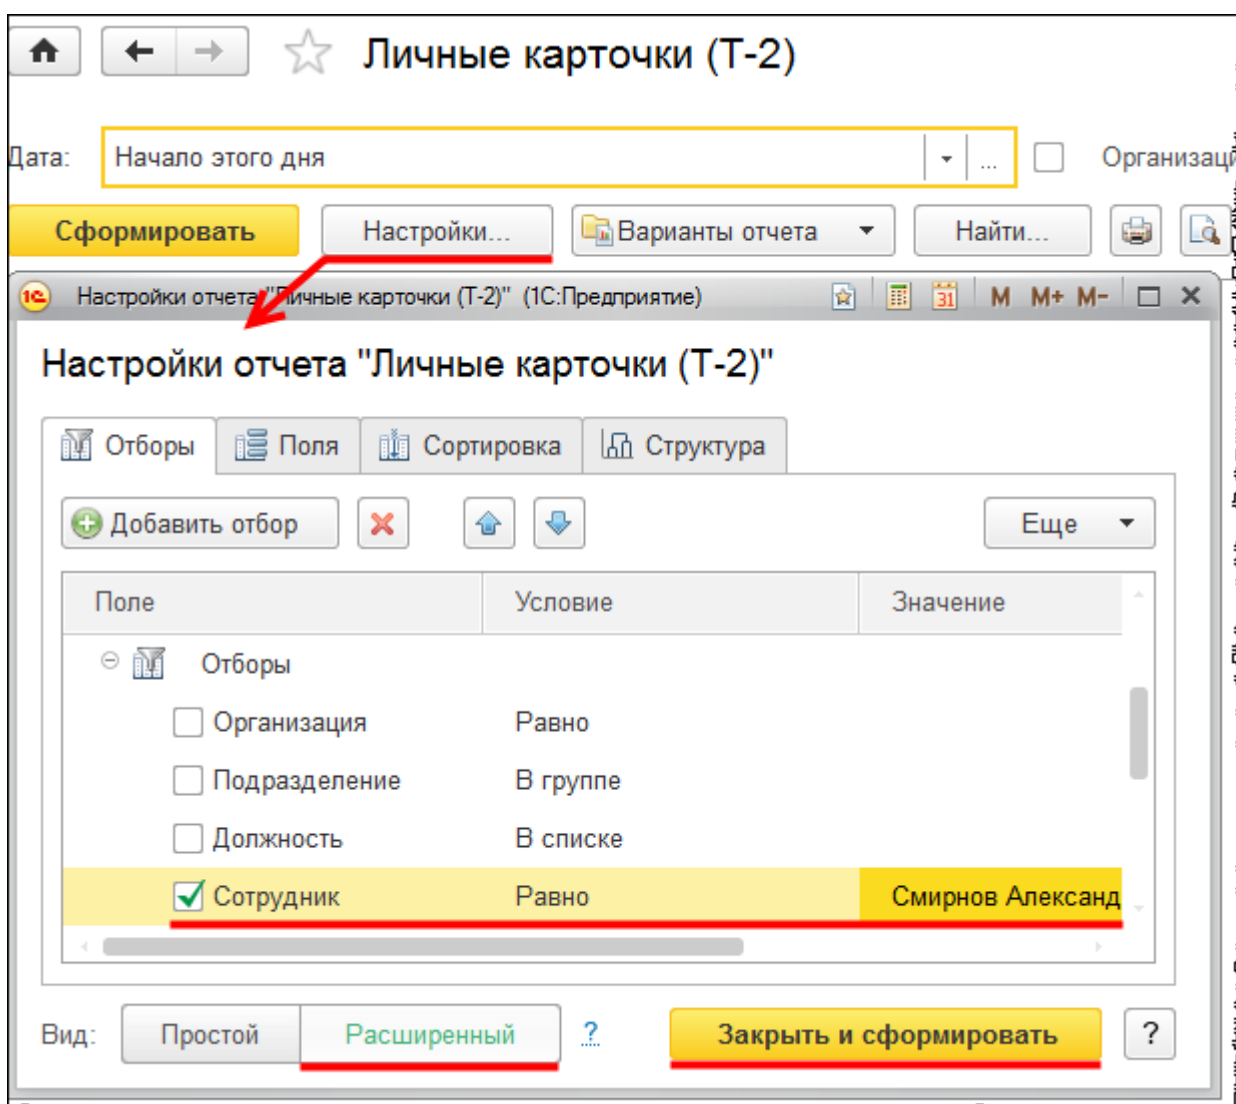 Личные карточки (Т-2)
Дата: Начало этого дня ... 
Сформировать Настройки... Варианты отчета Найти...
1С Настройки отчета "Личные карточки (Т-2)" (1С:Предприятие) 31 M M+ M-
Настройки отчета "Личные карточки (Т-2)"
Отборы Поля Сортировка Структура
Добавить отбор Еще
Поле Условие Значение
Отборы
Организация Равно
Подразделение В группе
Должность В списке
Сотрудник Равно Смирнов Александ
Вид: Простой Расширенный ? Закрыть и сформировать ?